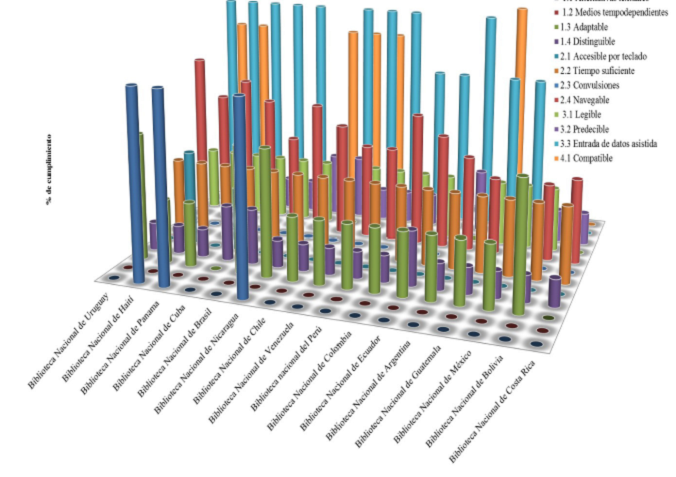 1.2 Medios tempodependientes
1.3 Adaptable
1.4 Distinguible
2.1 Accesible por teclado
2.2 Tiempo suficiente
2.3 Convulsiones
2.4 Navegable
3.1 Legible
3.2 Predecible
3.3 Entrada de datos asistida
4.1 Compatible
% de cumplimiento
Biblioteca Nacional de Uruguay
Biblioteca Nacional de Haití
Biblioteca Nacional de Panama
Biblioteca Nacional de Cuba
Biblioteca Nacional de Brasil
Biblioteca Nacional de Nicaragua
Biblioteca Nacional de Chile
Biblioteca Nacional de Venezuela
Biblioteca nacional del Perú
Biblioteca Nacional de Colombia
Biblioteca Nacional de Ecuador
Biblioteca Nacional de Argentina
Biblioteca Nacional de Guatemala
Biblioteca Nacional de México
Biblioteca Nacional de Bolivia
Biblioteca Nacional de Costa Rica